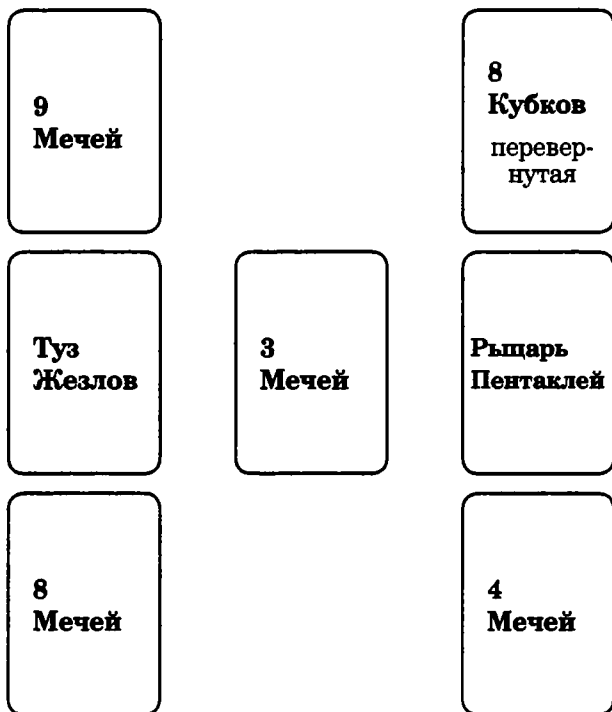 9
Мечей
8
Кубков
перевер-
нутая
Туз
Жезлов
3
Мечей
Рыцарь
Пентаклей
8
Мечей
4
Мечей